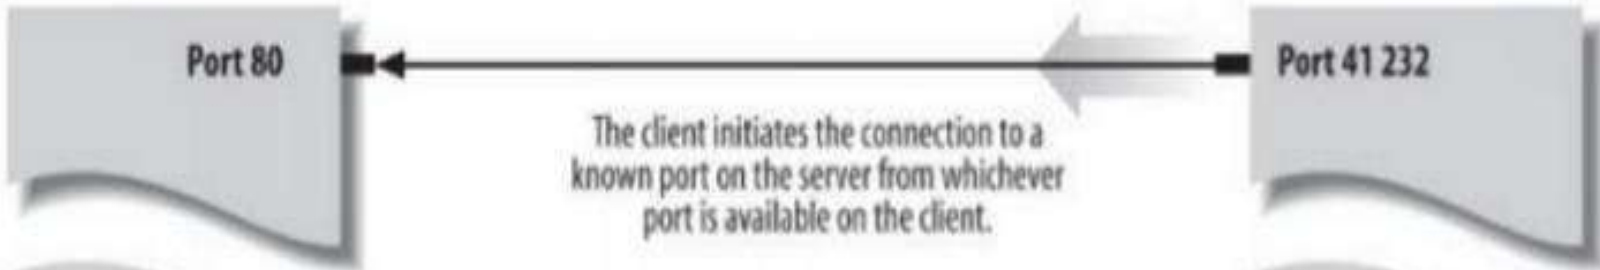 Port 80
Port 41 232
The client initiates the connection to a
known port on the server from whichever
port is available on the client.